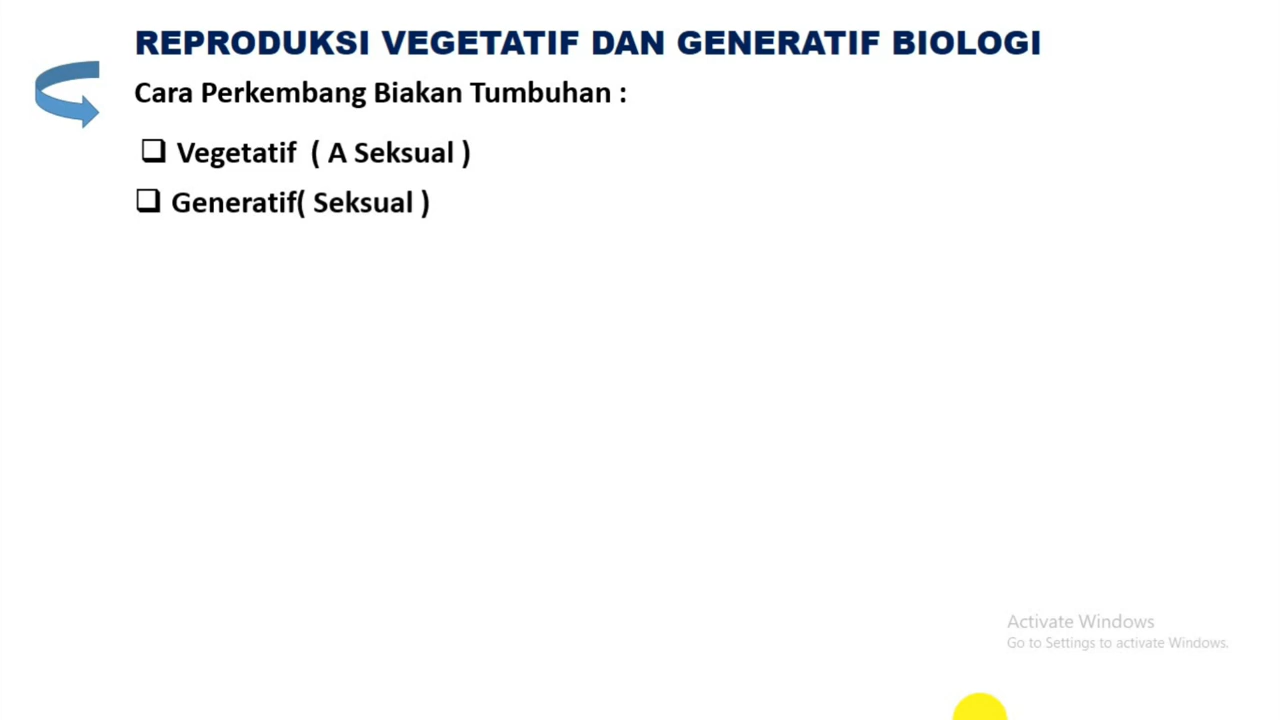 REPRODUKSI VEGETATIF DAN GENERATIF BIOLOGI
Cara Perkembang Biakan Tumbuhan :
Vegetatif ( A Seksual )
Generatif( Seksual )
Activate Windows
Go to Settings to activate Windows.